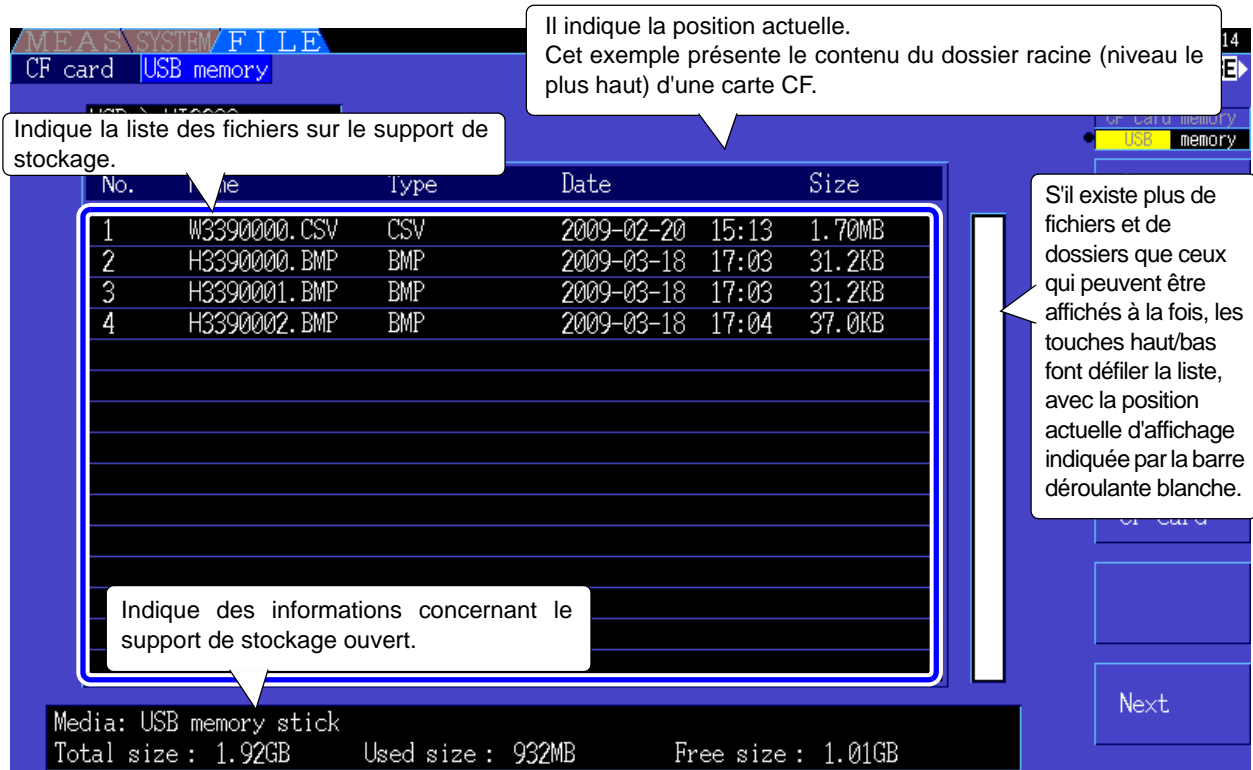 MEAS SYSTEM FILE
Il indique la position actuelle.
Cet exemple présente le contenu du dossier racine (niveau le
plus haut) d'une carte CF.
14
CF card USB memory
E
Indique la liste des fichiers sur le support de
stockage.
CF card memory
USB memory
No. Type Date Size
1 W3390000.CSV CSV 2009-02-20 15:13 1.70MB
2 H3390000.BMP BMP 2009-03-18 17:03 31.2KB
3 H3390001.BMP BMP 2009-03-18 17:03 31.2KB
4 H3390002.BMP BMP 2009-03-18 17:04 37.0KB
S'il existe plus de
fichiers et de
dossiers que ceux
qui peuvent être
affichés à la fois, les
touches haut/bas
font défiler la liste,
avec la position
actuelle d'affichage
indiquée par la barre
déroulante blanche.
CF Card
Indique des informations concernant le
support de stockage ouvert.
Next
Media: USB memory stick
Total size : 1.92GB Used size : 932MB Free size : 1.01GB